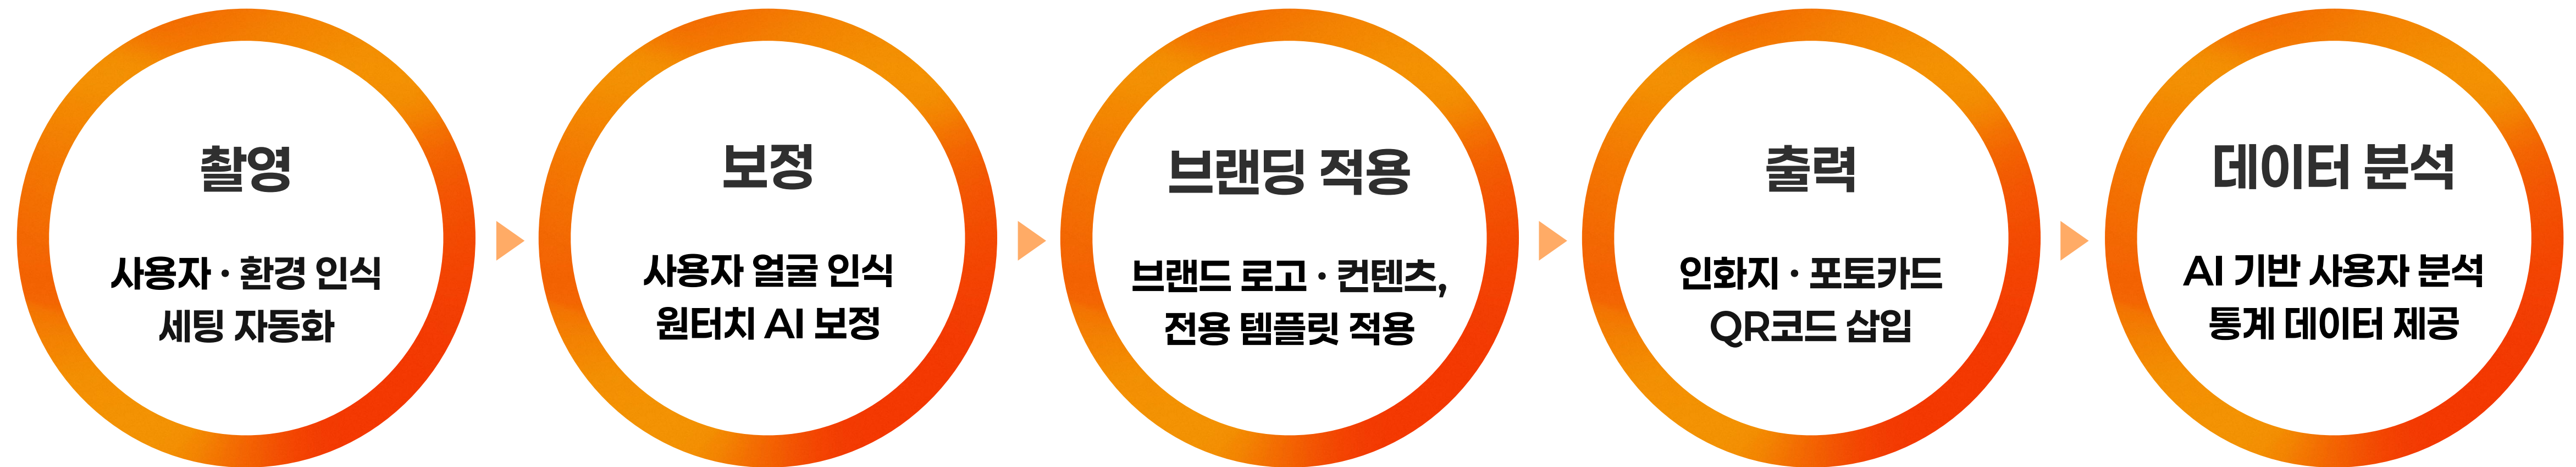 촬영
사용자 · 환경 인식
세팅 자동화
보정
사용자 얼굴 인식
원터치 AI 보정
브랜딩 적용
브랜드 로고 · 컨텐츠,
전용 템플릿 적용
출력
인화지 · 포토카드
QR코드 삽입
데이터 분석
AI 기반 사용자 분석
통계 데이터 제공